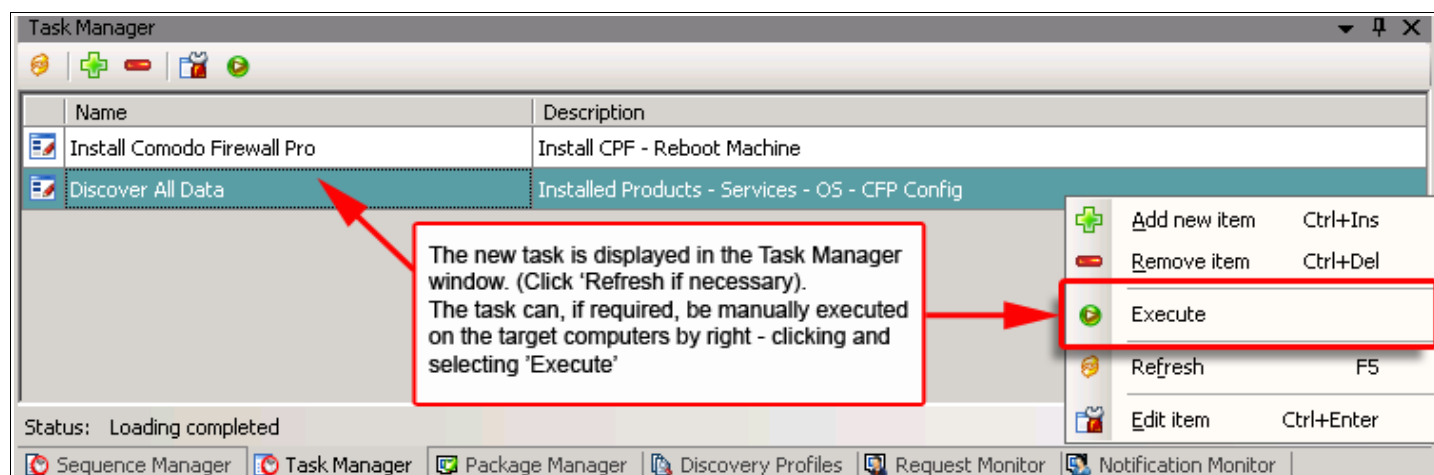 Task Manager
Name Description
Install Comodo Firewall Pro Install CPF - Reboot Machine
Discover All Data Installed Products - Services - OS - CFP Config
The new task is displayed in the Task Manager
window. (Click ‘Refresh if necessary).
The task can, if required, be manually executed
on the target computers by right - clicking and
selecting ’Execute’
Add new item Ctrl+Ins
Remove item Ctrl+Del
Execute
Refresh F5
Edit item Ctrl+Enter
Status: Loading completed
Sequence Manager Task Manager Package Manager Discovery Profiles Request Monitor Notification Monitor